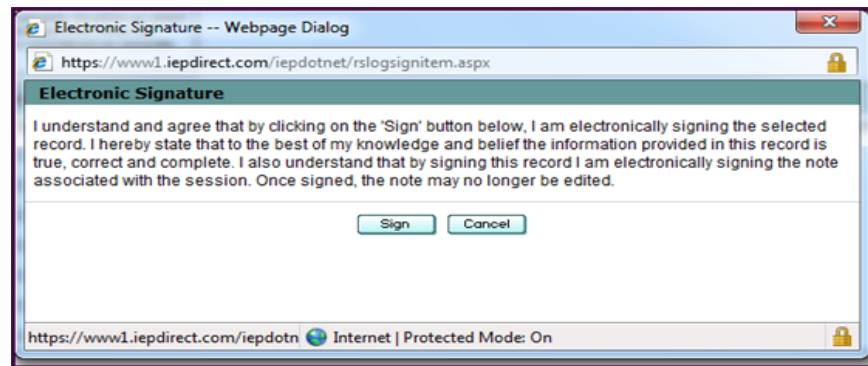 Electronic Signature -- Webpage Dialog
https://www1.iepdirect.com/iepdotnet/rslogsignitem.aspx
Electronic Signature
I understand and agree that by clicking on the 'Sign' button below, I am electronically signing the selected
record. I hereby state that to the best of my knowledge and belief the information provided in this record is
true, correct and complete. I also understand that by signing this record I am electronically signing the note
associated with the session. Once signed, the note may no longer be edited.
Sign Cancel
https://www1.iepdirect.com/iepdotn Internet | Protected Mode: On